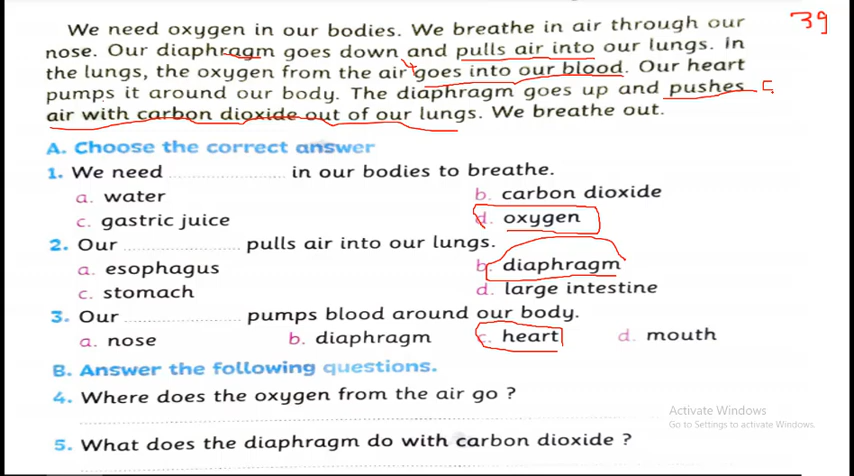 39
We need oxygen in our bodies. We breathe in air through our
nose. Our diaphragm goes down and pulls air into our lungs. In
the lungs, the oxygen from the air goes into our blood. Our heart
pumps it around our body. The diaphragm goes up and pushes
air with carbon dioxide out of our lungs. We breathe out.
A. Choose the correct answer
1. We need .................... in our bodies to breathe.
a. water b. carbon dioxide
c. gastric juice d. oxygen
2. Our .................... pulls air into our lungs.
a. esophagus b. diaphragm
c. stomach d. large intestine
3. Our .................... pumps blood around our body.
a. nose b. diaphragm c. heart d. mouth
B. Answer the following questions.
4. Where does the oxygen from the air go ?
5. What does the diaphragm do with carbon dioxide ?
Activate Windows
Go to Settings to activate Windows.